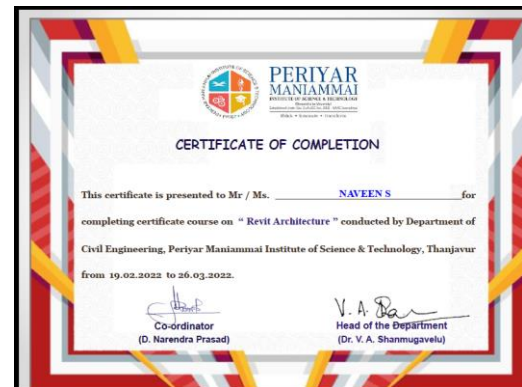 PERIYAR
MANIAMMAI
INSTITUTE OF SCIENCE & TECHNOLOGY
CERTIFICATE OF COMPLETION
This certificate is presented to Mr / Ms. NAVEEN S for
completing certificate course on “ Revit Architecture ” conducted by Department of
Civil Engineering, Periyar Maniammai Institute of Science & Technology, Thanjavur
from 19.02.2022 to 26.03.2022.
V. A.
Co-ordinator
(D. Narendra Prasad)
Head of the Department
(Dr. V. A. Shanmugavelu)